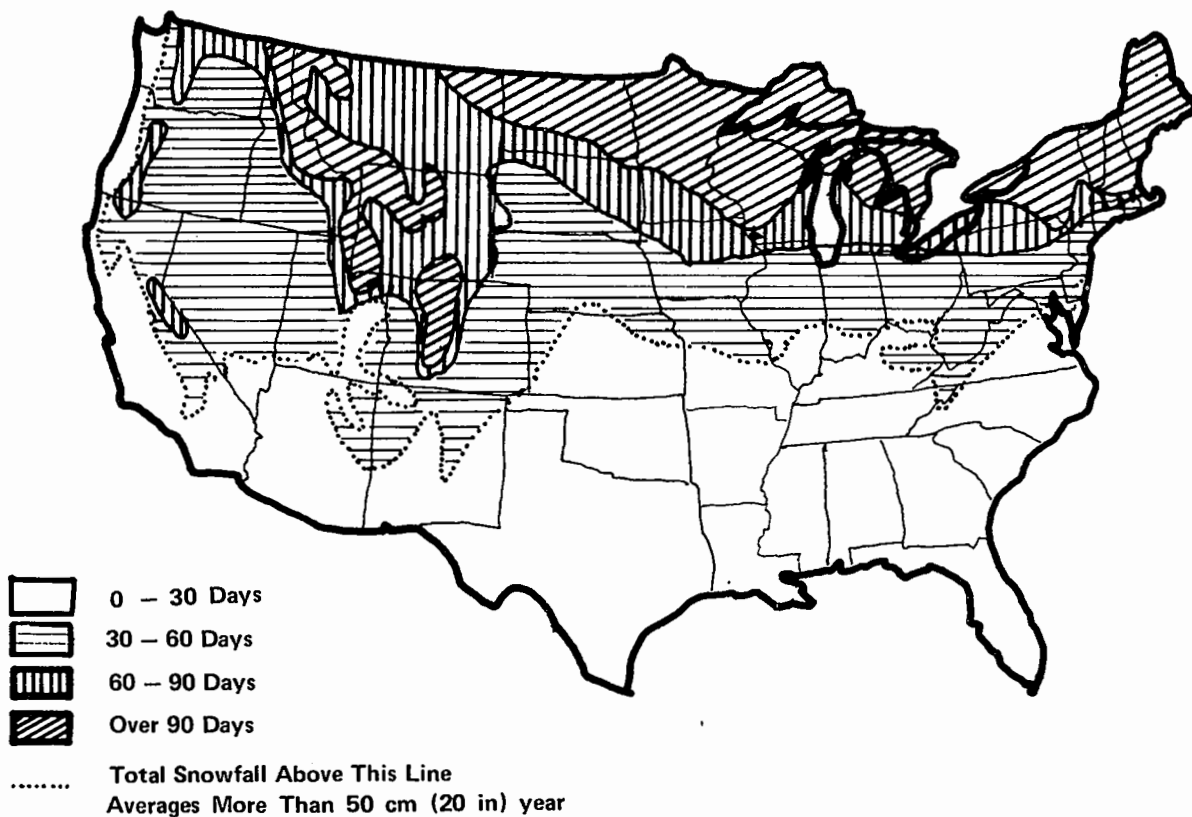 0 – 30 Days
30 – 60 Days
60 – 90 Days
Over 90 Days
Total Snowfall Above This Line
Averages More Than 50 cm (20 in) year